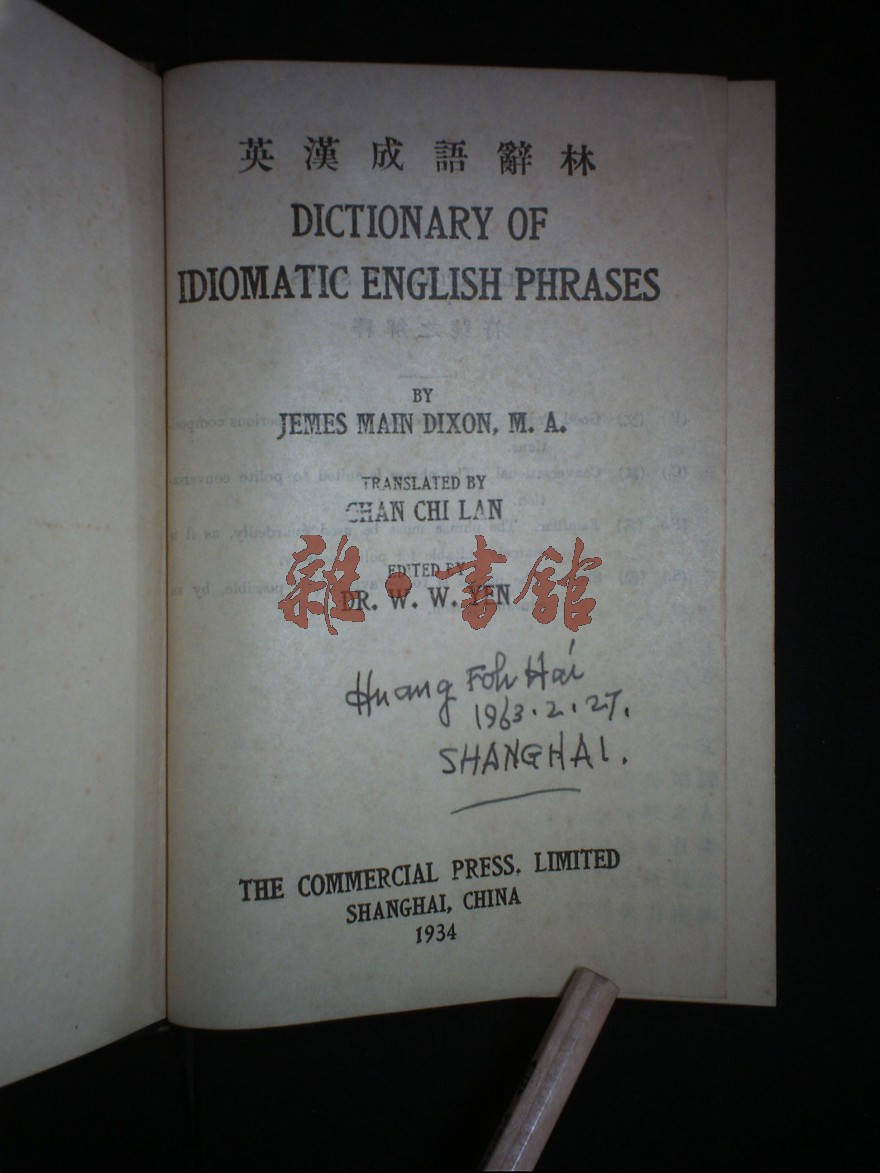 英漢成語辭林
DICTIONARY OF
IDIOMATIC ENGLISH PHRASES
BY
JEMES MAIN DIXON, M. A.
TRANSLATED BY
CHAN CHI LAN
EDITED BY
雜·書館
DR. W. W. YEN
Huang Foh Hai
1963.2.27.
SHANGHAI.
THE COMMERCIAL PRESS, LIMITED
SHANGHAI, CHINA
1934